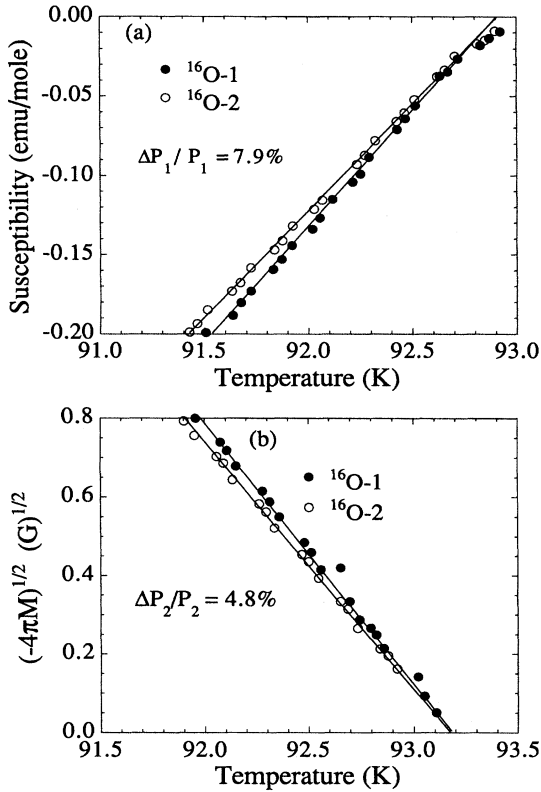 (a)
Susceptibility (emu/mole)
0.00
-0.05
-0.10
-0.15
-0.20
¹⁶O-1
¹⁶O-2
ΔP₁/ P₁ = 7.9%
91.0 91.5 92.0 92.5 93.0
Temperature (K)
(b)
(-4πM)¹/² (G)¹/²
0.8
0.6
0.4
0.2
0.0
¹⁶O-1
¹⁶O-2
ΔP₂/P₂ = 4.8%
91.5 92.0 92.5 93.0 93.5
Temperature (K)